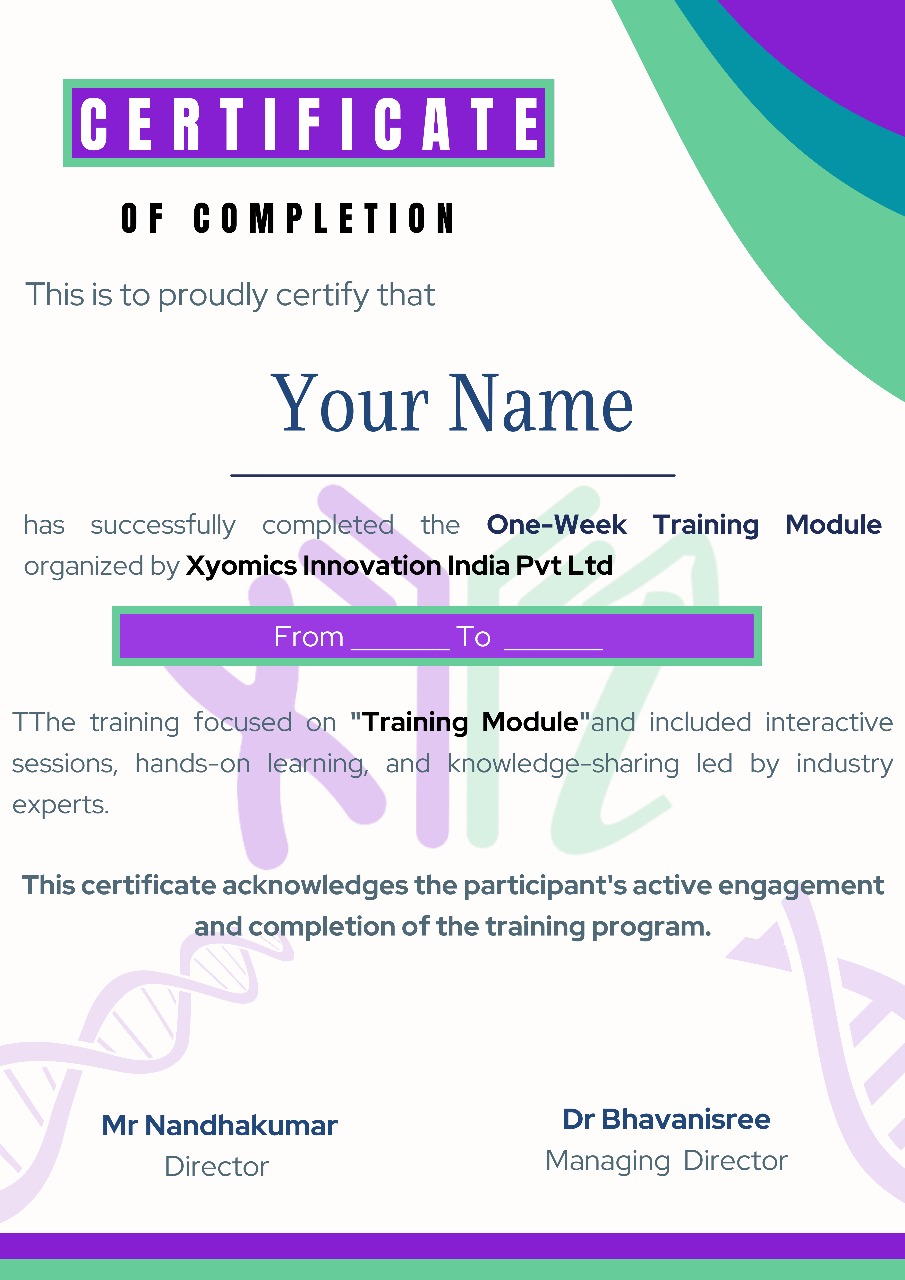 CERTIFICATE
OF COMPLETION
This is to proudly certify that
Your Name
has successfully completed the One-Week Training Module
organized by Xyomics Innovation India Pvt Ltd
From _______ To _______
TThe training focused on "Training Module"and included interactive
sessions, hands-on learning, and knowledge-sharing led by industry
experts.
This certificate acknowledges the participant's active engagement
and completion of the training program.
Mr Nandhakumar
Director
Dr Bhavanisree
Managing Director